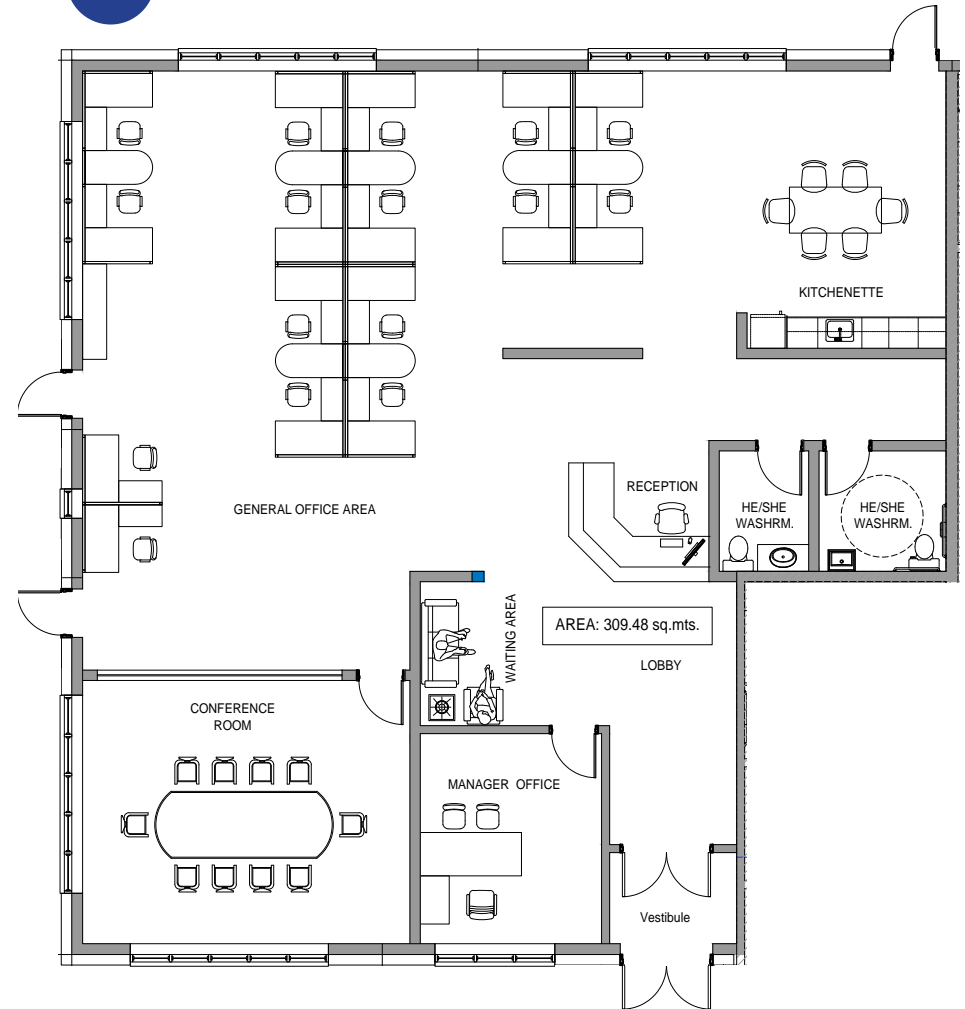 KITCHENETTE
RECEPTION
HE/SHE
WASHRM.
HE/SHE
WASHRM.
GENERAL OFFICE AREA
WAITING AREA
AREA: 309.48 sq.mts.
LOBBY
CONFERENCE
ROOM
MANAGER OFFICE
Vestibule